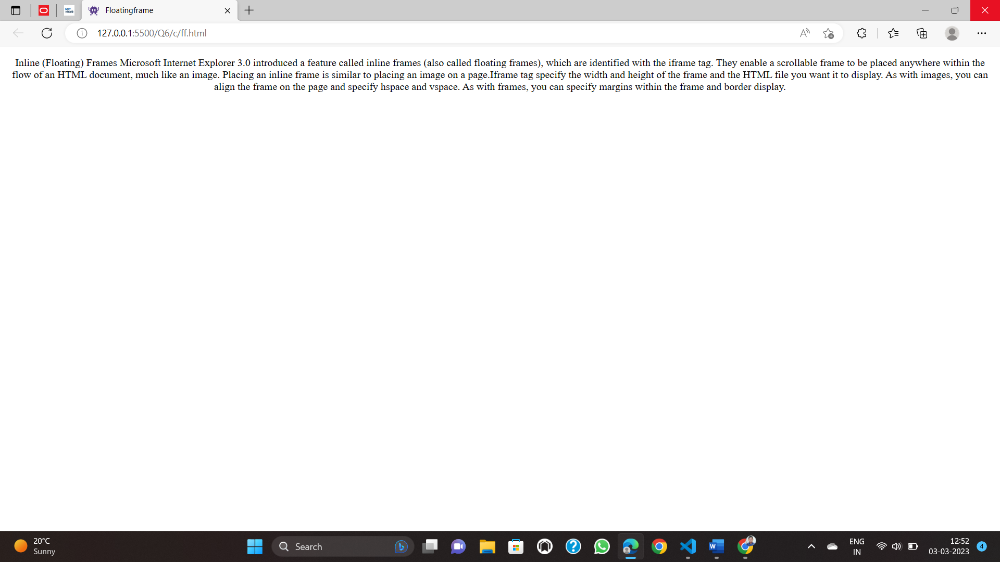 NXT WAVE
Floatingframe
127.0.0.1:5500/Q6/c/ff.html
Inline (Floating) Frames Microsoft Internet Explorer 3.0 introduced a feature called inline frames (also called floating frames), which are identified with the iframe tag. They enable a scrollable frame to be placed anywhere within the
flow of an HTML document, much like an image. Placing an inline frame is similar to placing an image on a page.Iframe tag specify the width and height of the frame and the HTML file you want it to display. As with images, you can
align the frame on the page and specify hspace and vspace. As with frames, you can specify margins within the frame and border display.
20°C
Sunny
Search
W
ENG
IN
12:52
03-03-2023
4